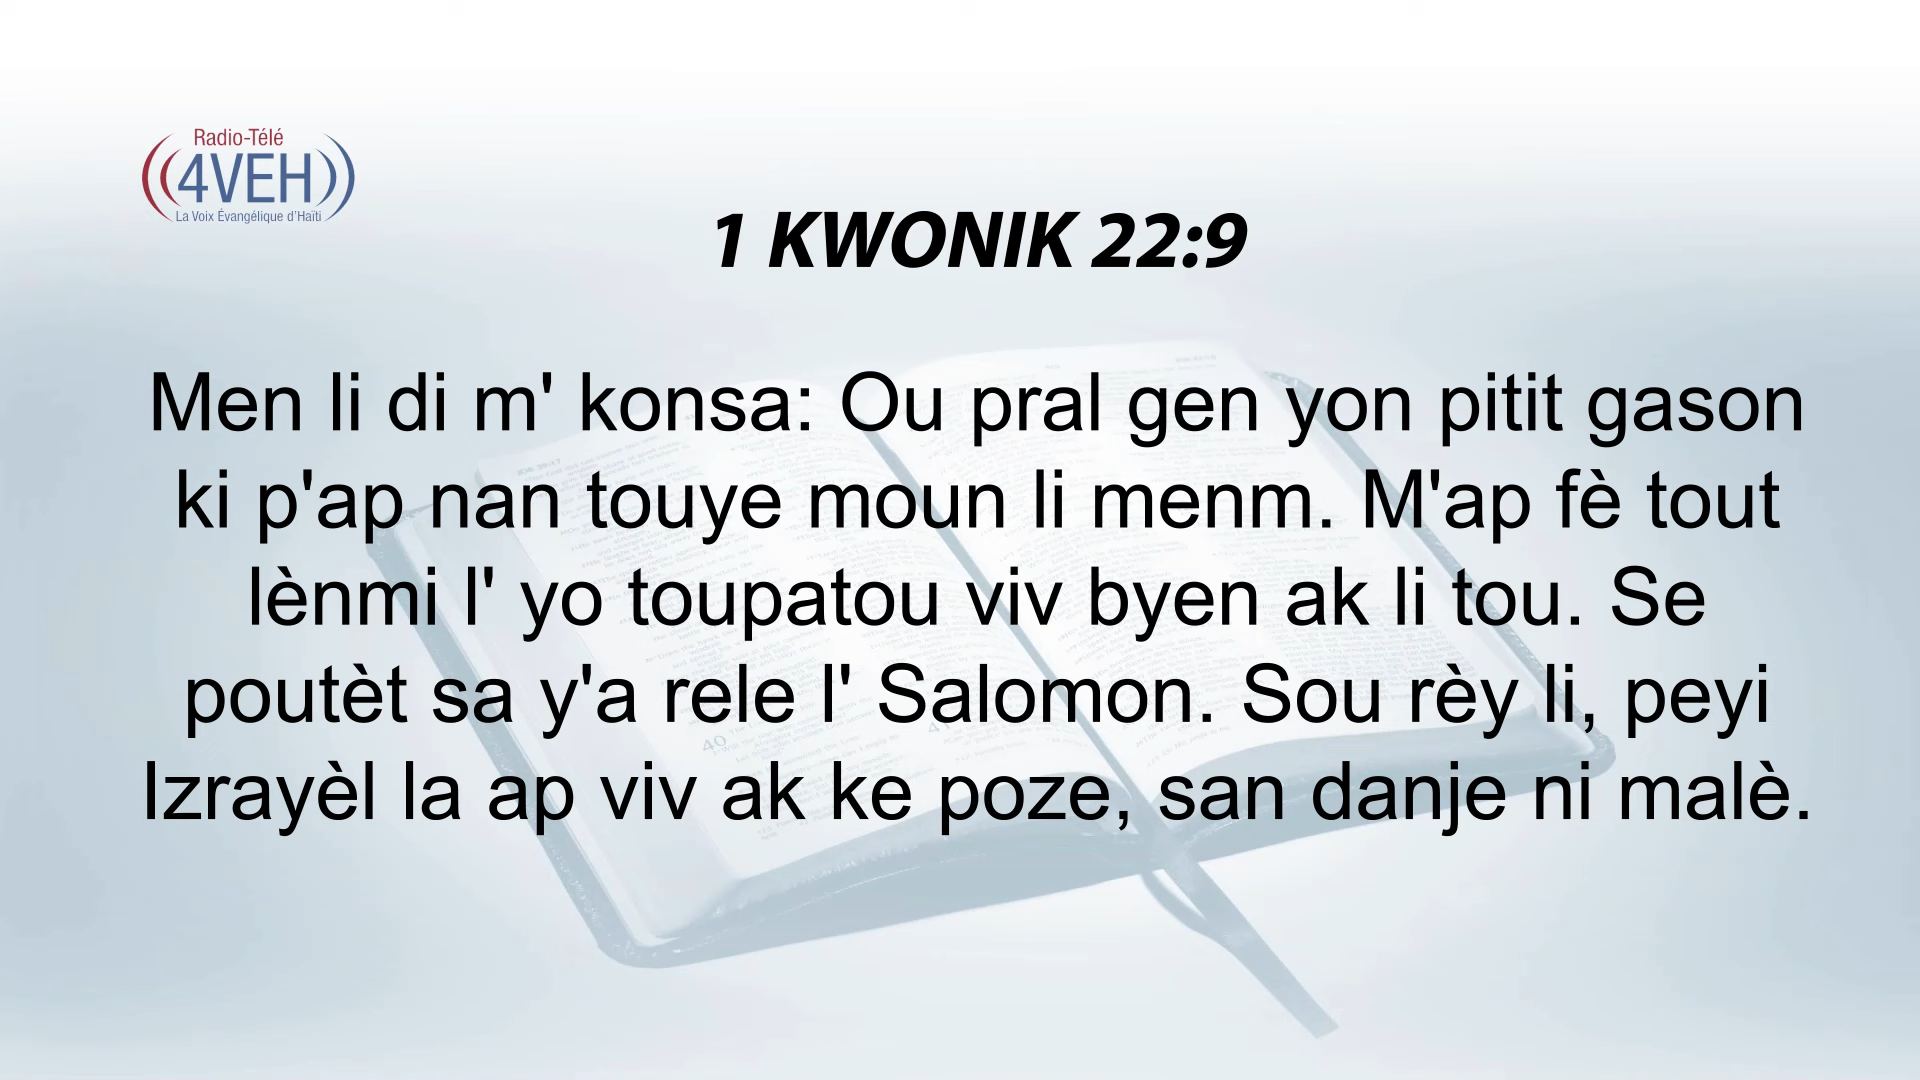 Radio-Télé
4VEH
La Voix Évangélique d'Haïti
1 KWONIK 22:9
Men li di m' konsa: Ou pral gen yon pitit gason
ki p'ap nan touye moun li menm. M'ap fè tout
lènmi l' yo toupatou viv byen ak li tou. Se
poutèt sa y'a rele l' Salomon. Sou rèy li, peyi
Izrayèl la ap viv ak ke poze, san danje ni malè.
40